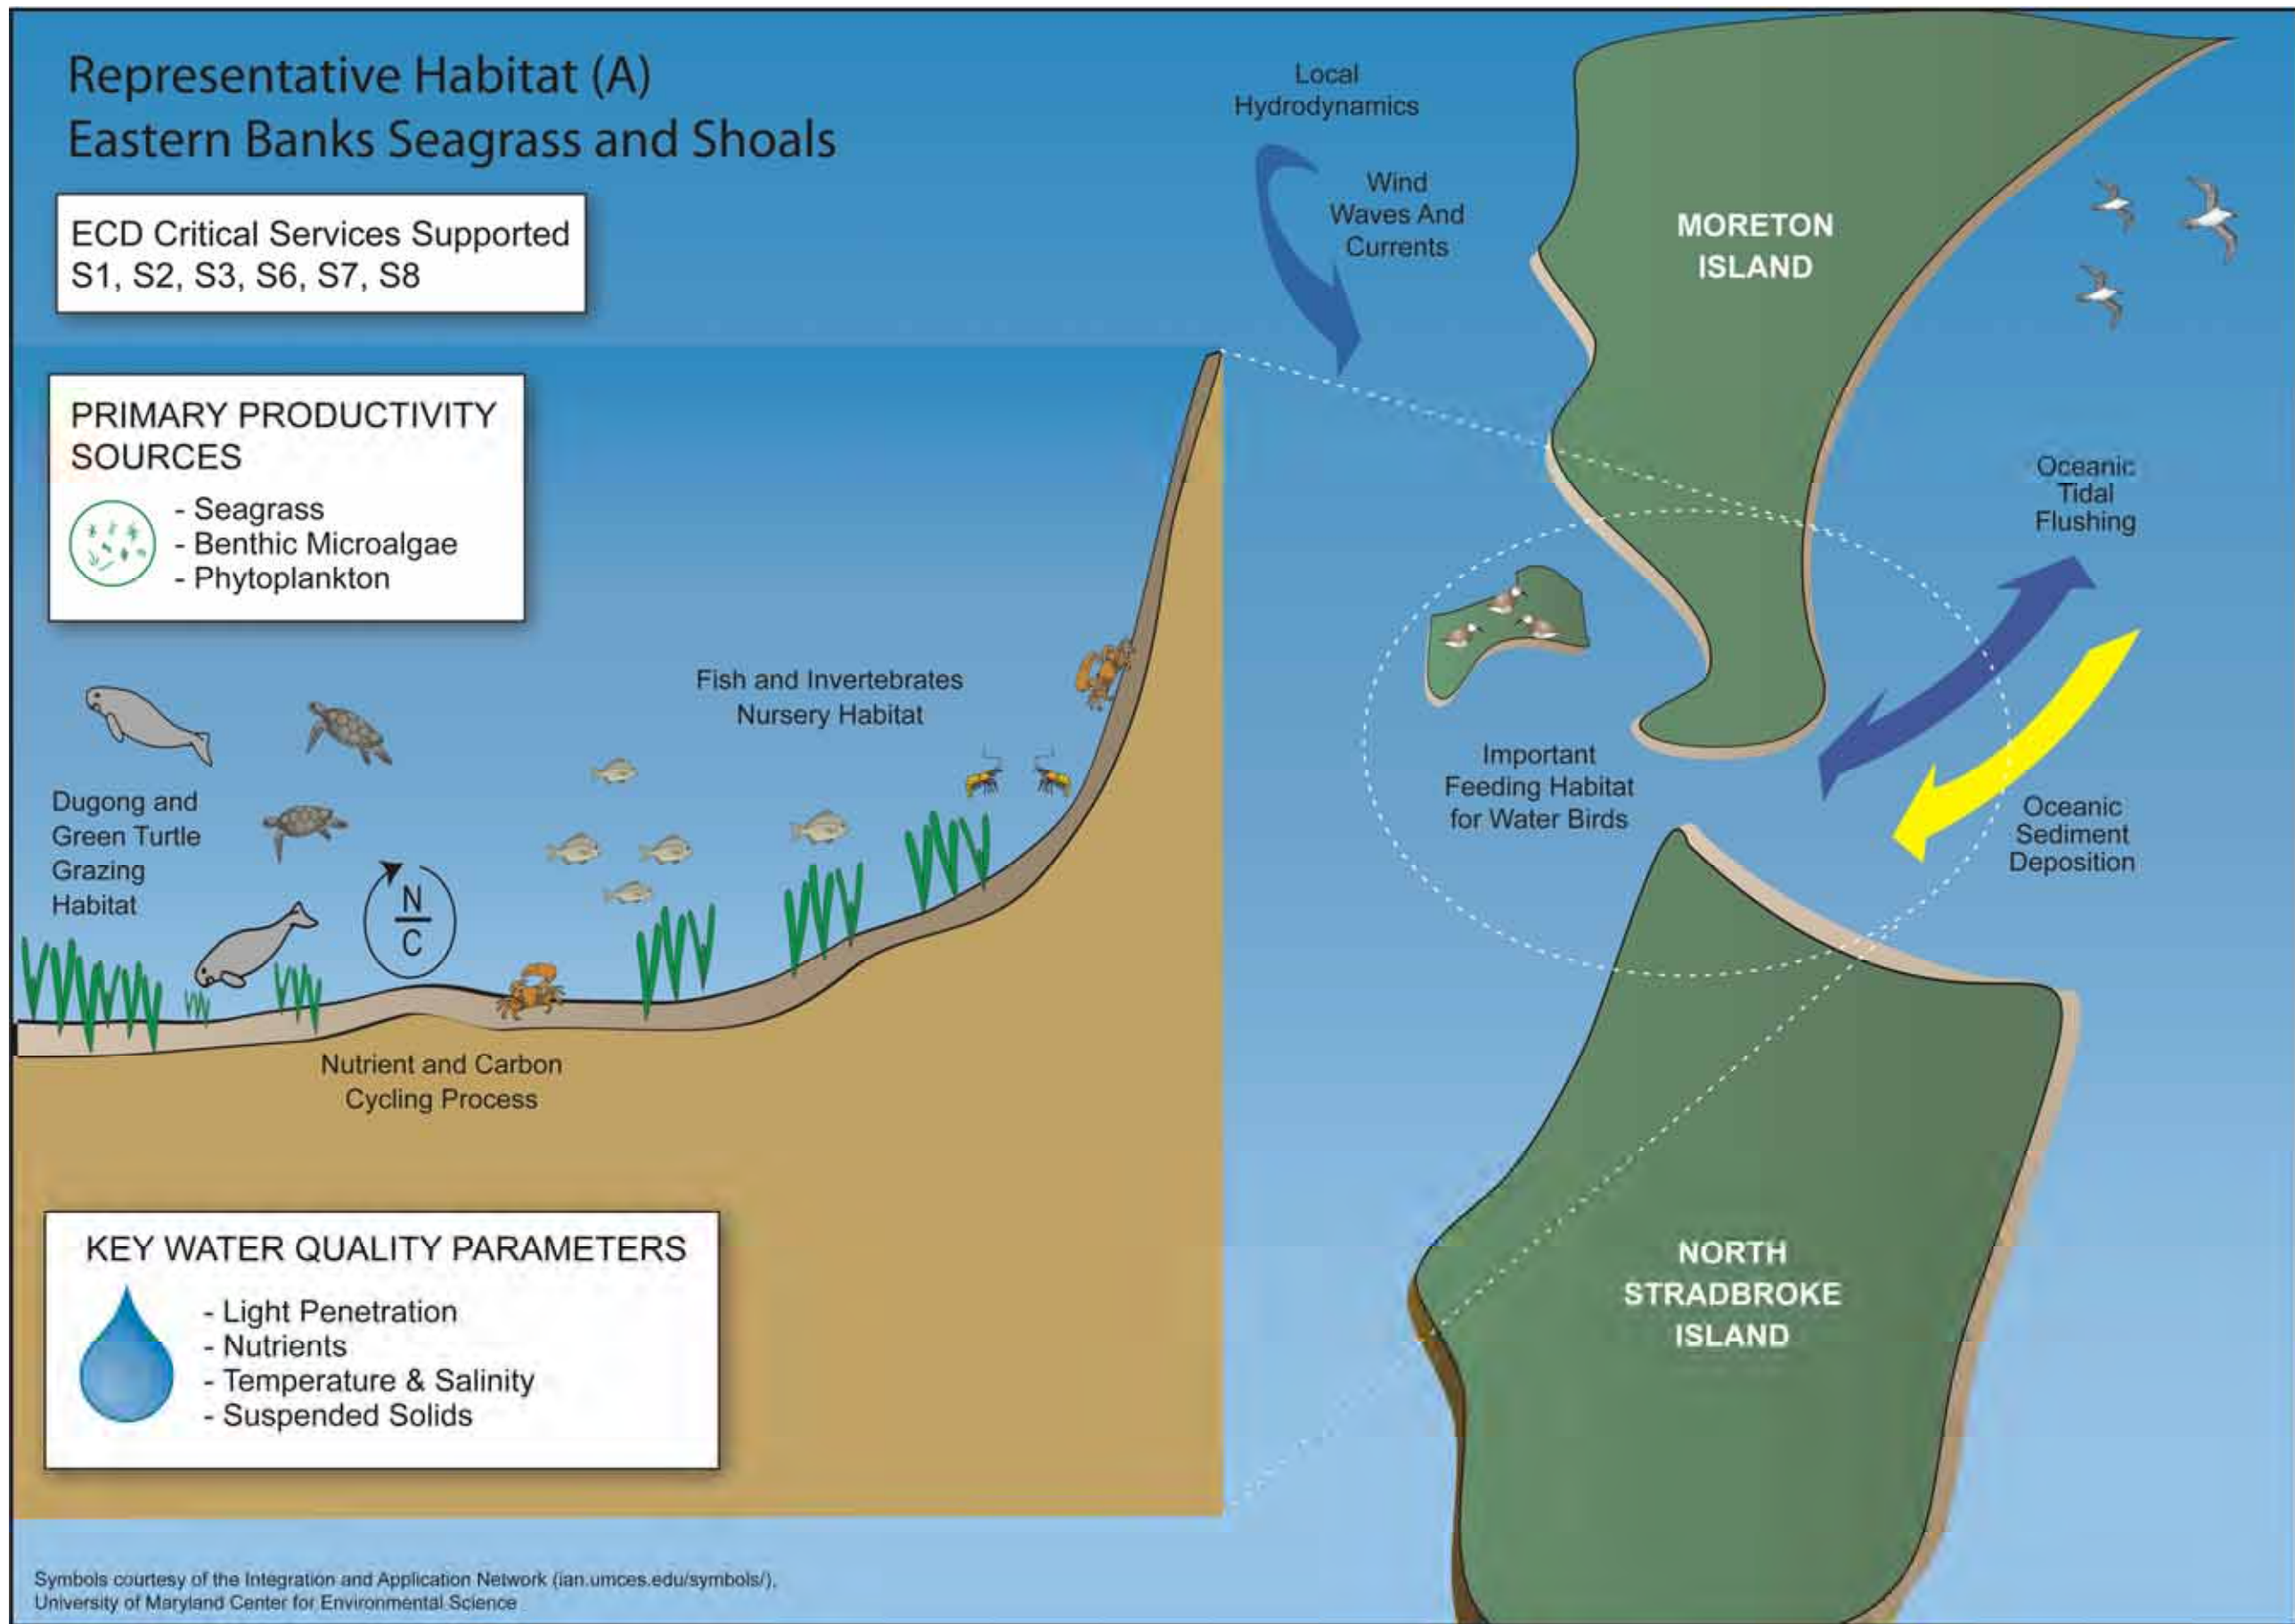 Representative Habitat (A)
Eastern Banks Seagrass and Shoals
ECD Critical Services Supported
S1, S2, S3, S6, S7, S8
PRIMARY PRODUCTIVITY
SOURCES
- Seagrass
- Benthic Microalgae
- Phytoplankton
Dugong and
Green Turtle
Grazing
Habitat
N
C
Fish and Invertebrates
Nursery Habitat
Nutrient and Carbon
Cycling Process
KEY WATER QUALITY PARAMETERS
- Light Penetration
- Nutrients
- Temperature & Salinity
- Suspended Solids
Local
Hydrodynamics
Wind
Waves And
Currents
MORETON
ISLAND
Oceanic
Tidal
Flushing
Important
Feeding Habitat
for Water Birds
Oceanic
Sediment
Deposition
NORTH
STRADBROKE
ISLAND
Symbols courtesy of the Integration and Application Network (ian.umces.edu/symbols/),
University of Maryland Center for Environmental Science